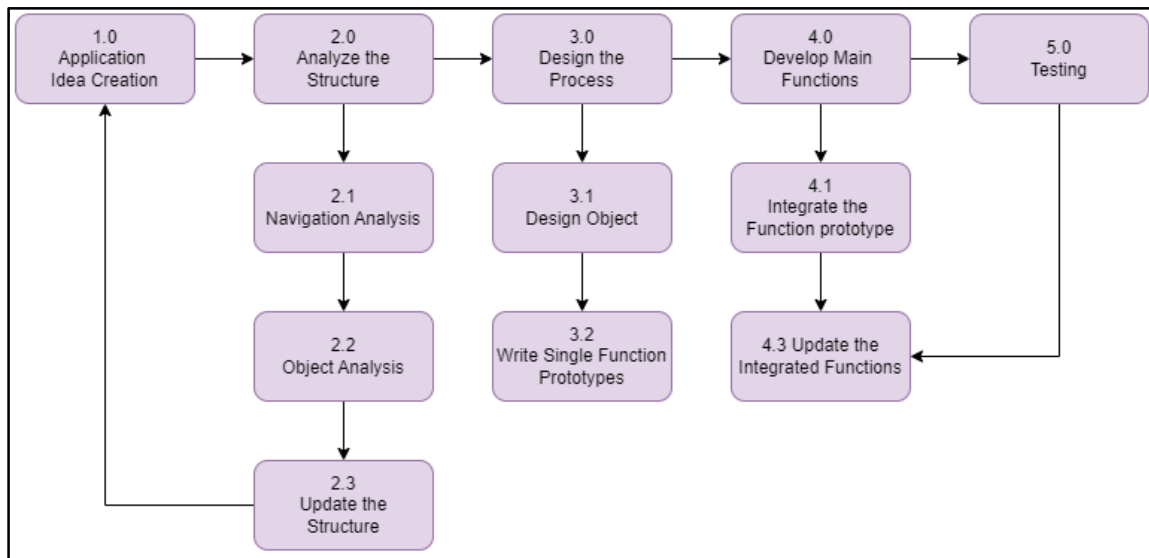 1.0
Application
Idea Creation
2.0
Analyze the
Structure
3.0
Design the
Process
4.0
Develop Main
Functions
5.0
Testing
2.1
Navigation Analysis
3.1
Design Object
4.1
Integrate the
Function prototype
2.2
Object Analysis
3.2
Write Single Function
Prototypes
4.3 Update the
Integrated Functions
2.3
Update the
Structure